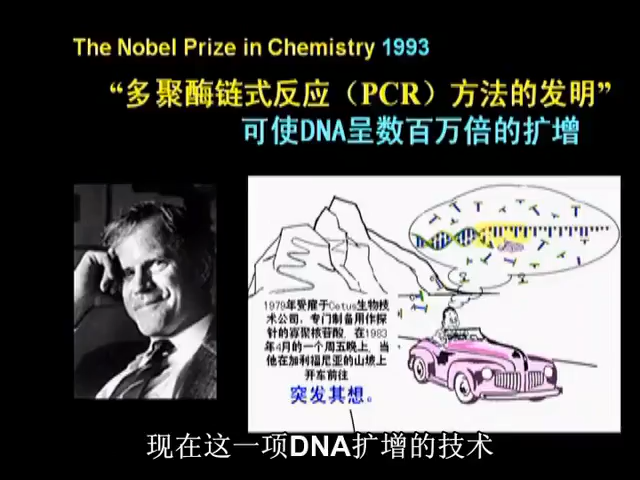 The Nobel Prize in Chemistry 1993
“多聚酶链式反应（PCR）方法的发明”
可使DNA呈数百万倍的扩增
1979年受雇于Cetus生物技
术公司，专门制备用作探
针的寡聚核苷酸，在1983
年4月的一个周五晚上，当
他在加利福尼亚的山坡上
开车前往
突发其想。
现在这一项DNA扩增的技术